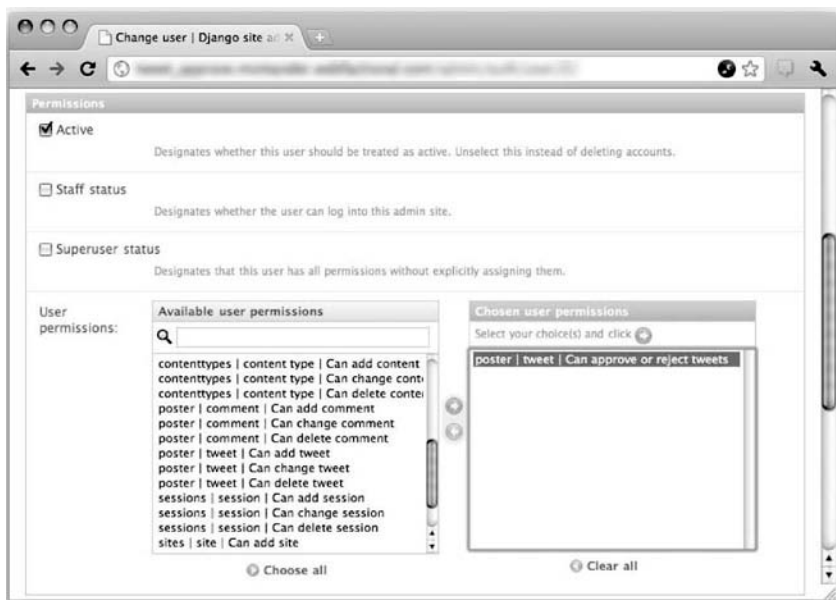 Change user | Django site ad
Permissions
Active
Designates whether this user should be treated as active. Unselect this instead of deleting accounts.
Staff status
Designates whether the user can log into this admin site.
Superuser status
Designates that this user has all permissions without explicitly assigning them.
User permissions:
Available user permissions
contenttypes | content type | Can add content
contenttypes | content type | Can change conte
contenttypes | content type | Can delete conter
poster | comment | Can add comment
poster | comment | Can change comment
poster | comment | Can delete comment
poster | tweet | Can add tweet
poster | tweet | Can change tweet
poster | tweet | Can delete tweet
sessions | session | Can add session
sessions | session | Can change session
sessions | session | Can delete session
sites | site | Can add site
Choose all
Chosen user permissions
Select your choice(s) and click
poster | tweet | Can approve or reject tweets
Clear all